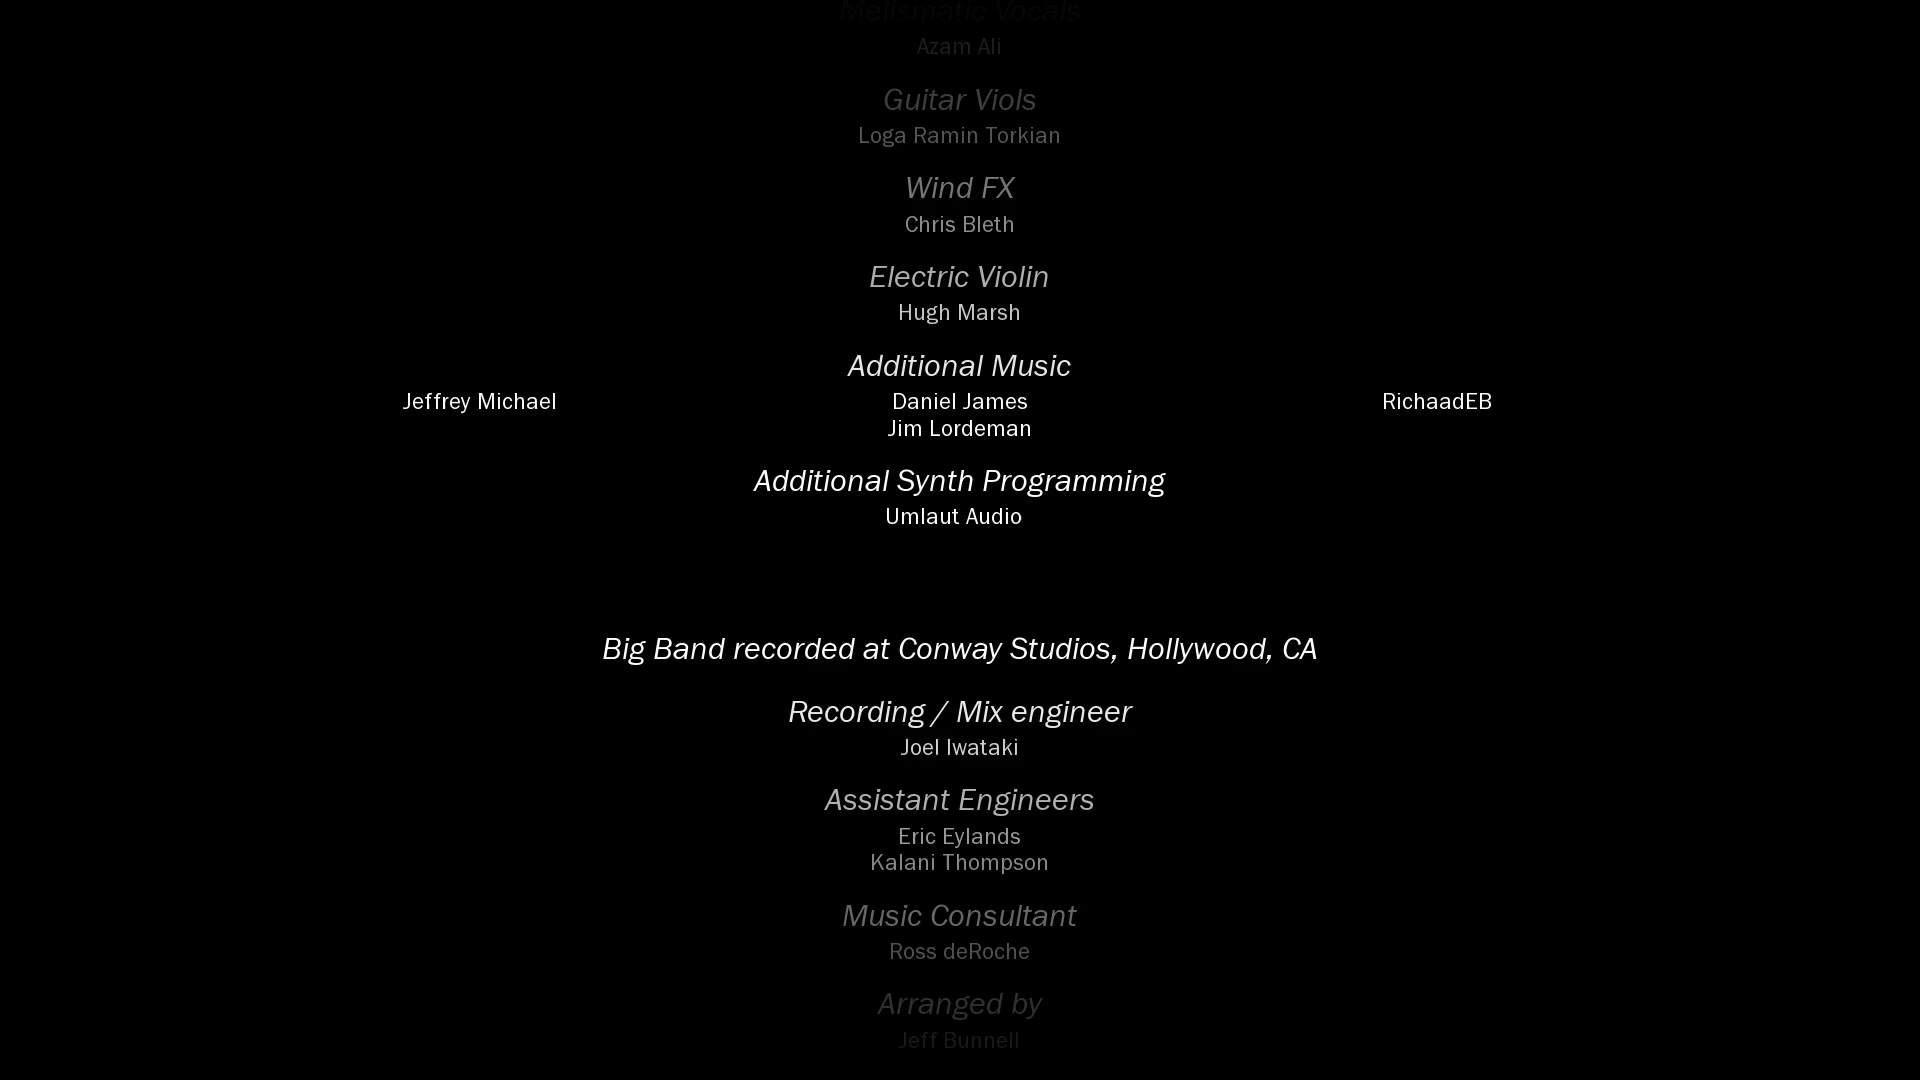 Melismatic Vocals
Azam Ali
Guitar Viols
Loga Ramin Torkian
Wind FX
Chris Bleth
Electric Violin
Hugh Marsh
Additional Music
Jeffrey Michael Daniel James RichaadEB
Jim Lordeman
Additional Synth Programming
Umlaut Audio
Big Band recorded at Conway Studios, Hollywood, CA
Recording / Mix engineer
Joel Iwataki
Assistant Engineers
Eric Eylands
Kalani Thompson
Music Consultant
Ross deRoche
Arranged by
Jeff Bunnell